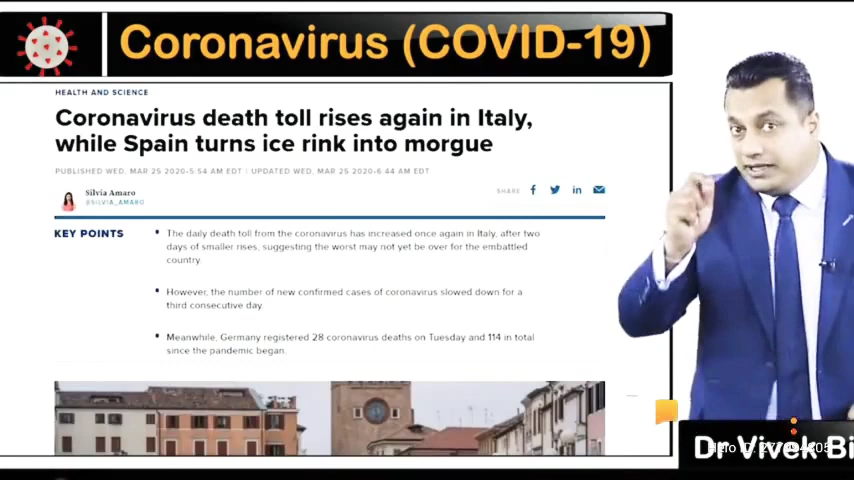 Coronavirus (COVID-19)
HEALTH AND SCIENCE
Coronavirus death toll rises again in Italy,
while Spain turns ice rink into morgue
PUBLISHED WED, MAR 25 2020-5:54 AM EDT | UPDATED WED, MAR 25 2020-6:44 AM EDT
Silvia Amaro
@SILVIA_AMARO
SHARE
KEY POINTS
The daily death toll from the coronavirus has increased once again in Italy, after two
days of smaller rises, suggesting the worst may not yet be over for the embattled
country.
However, the number of new confirmed cases of coronavirus slowed down for a
third consecutive day.
Meanwhile, Germany registered 28 coronavirus deaths on Tuesday and 114 in total
since the pandemic began.
Dr Vivek Bi